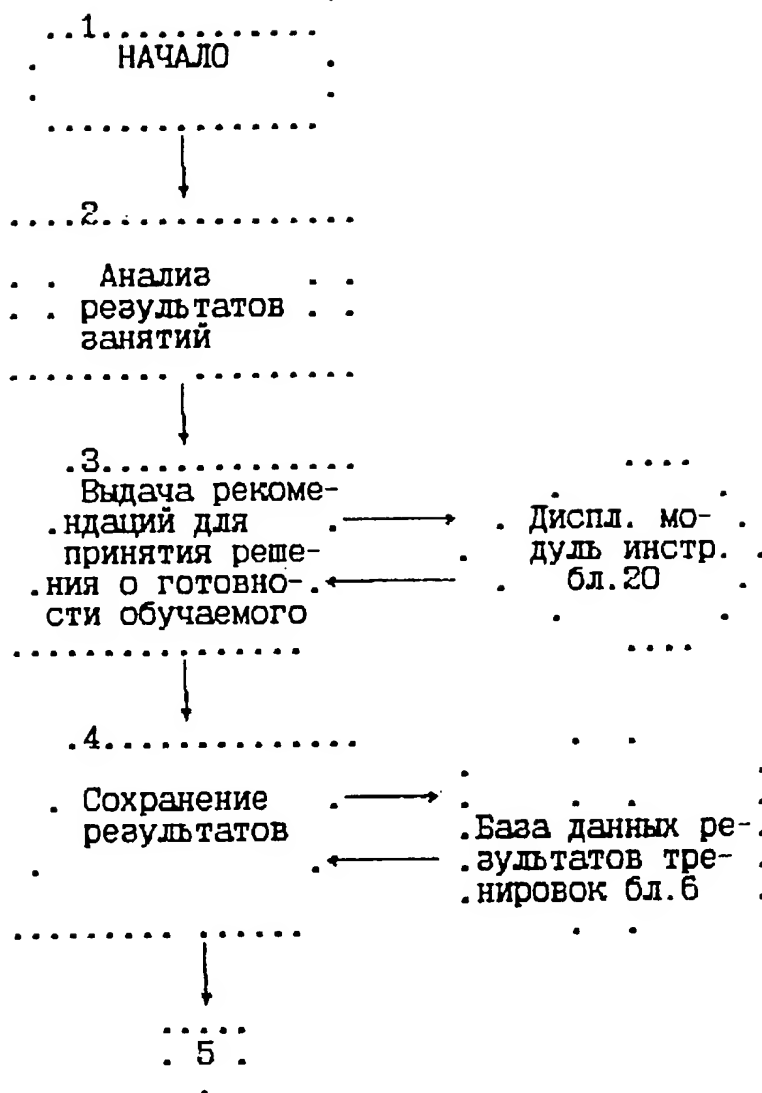 1
НАЧАЛО
2
Анализ
результатов
занятий
3
Выдача рекоме-
ндаций для
принятия реше-
ния о готовно-
сти обучаемого
Диспл. мо-
дуль инстр.
бл.20
4
Сохранение
результатов
База данных ре-
зультатов тре-
нировок бл.6
5